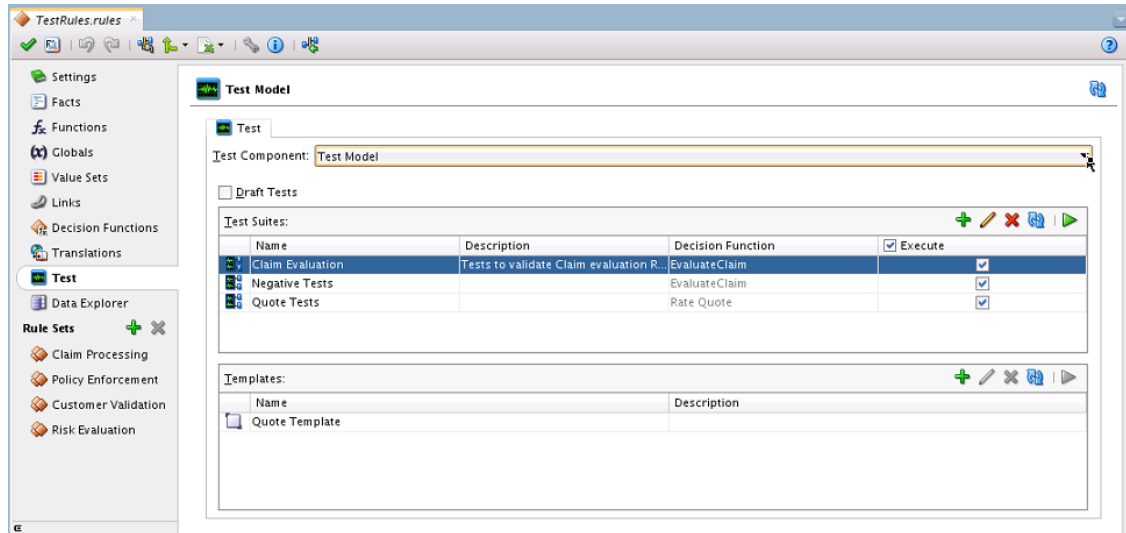 TestRules.rules
Settings
Facts
Functions
Globals
Value Sets
Links
Decision Functions
Translations
Test
Data Explorer
Rule Sets
Claim Processing
Policy Enforcement
Customer Validation
Risk Evaluation
Test Model
Test
Test Component: Test Model
Draft Tests
Test Suites:
Name Description Decision Function Execute
Claim Evaluation Tests to validate Claim evaluation R... EvaluateClaim
Negative Tests EvaluateClaim
Quote Tests Rate Quote
Templates:
Name Description
Quote Template